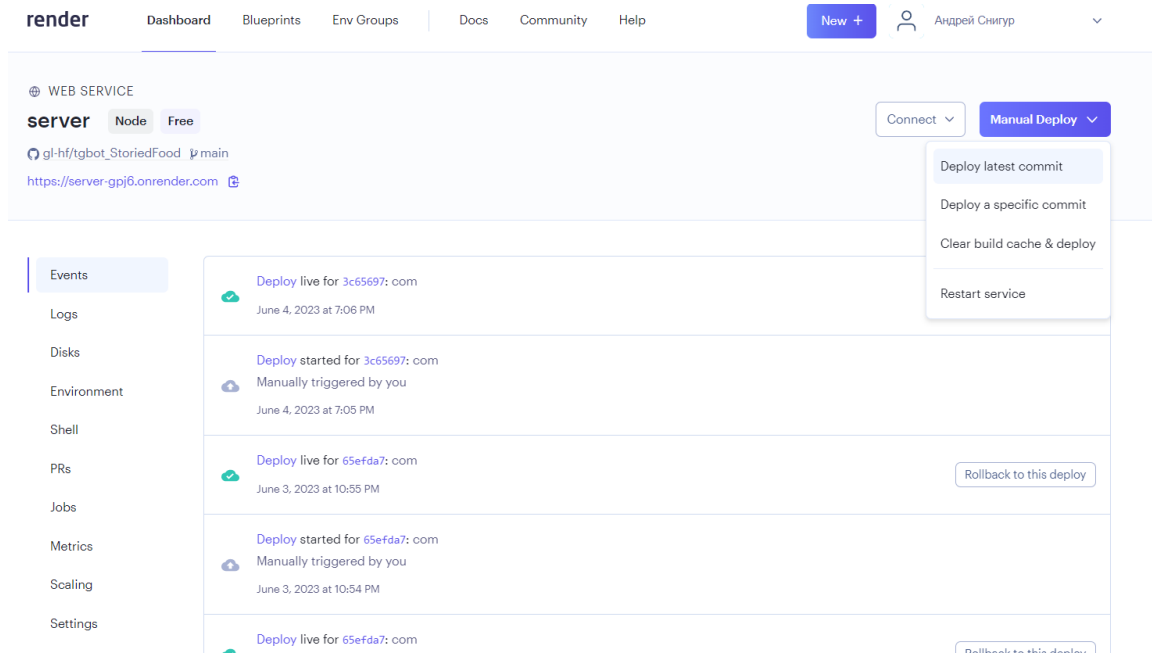 render Dashboard Blueprints Env Groups Docs Community Help New + Андрей Снигур
WEB SERVICE
server Node Free
Connect Manual Deploy
gl-hf/tgbot_StoriedFood main
https://server-gpj6.onrender.com
Deploy latest commit
Deploy a specific commit
Clear build cache & deploy
Restart service
Events
Logs
Disks
Environment
Shell
PRs
Jobs
Metrics
Scaling
Settings
Deploy live for 3c65697: com
June 4, 2023 at 7:06 PM
Deploy started for 3c65697: com
Manually triggered by you
June 4, 2023 at 7:05 PM
Deploy live for 65efda7: com
June 3, 2023 at 10:55 PM
Rollback to this deploy
Deploy started for 65efda7: com
Manually triggered by you
June 3, 2023 at 10:54 PM
Deploy live for 65efda7: com
Rollback to this deploy